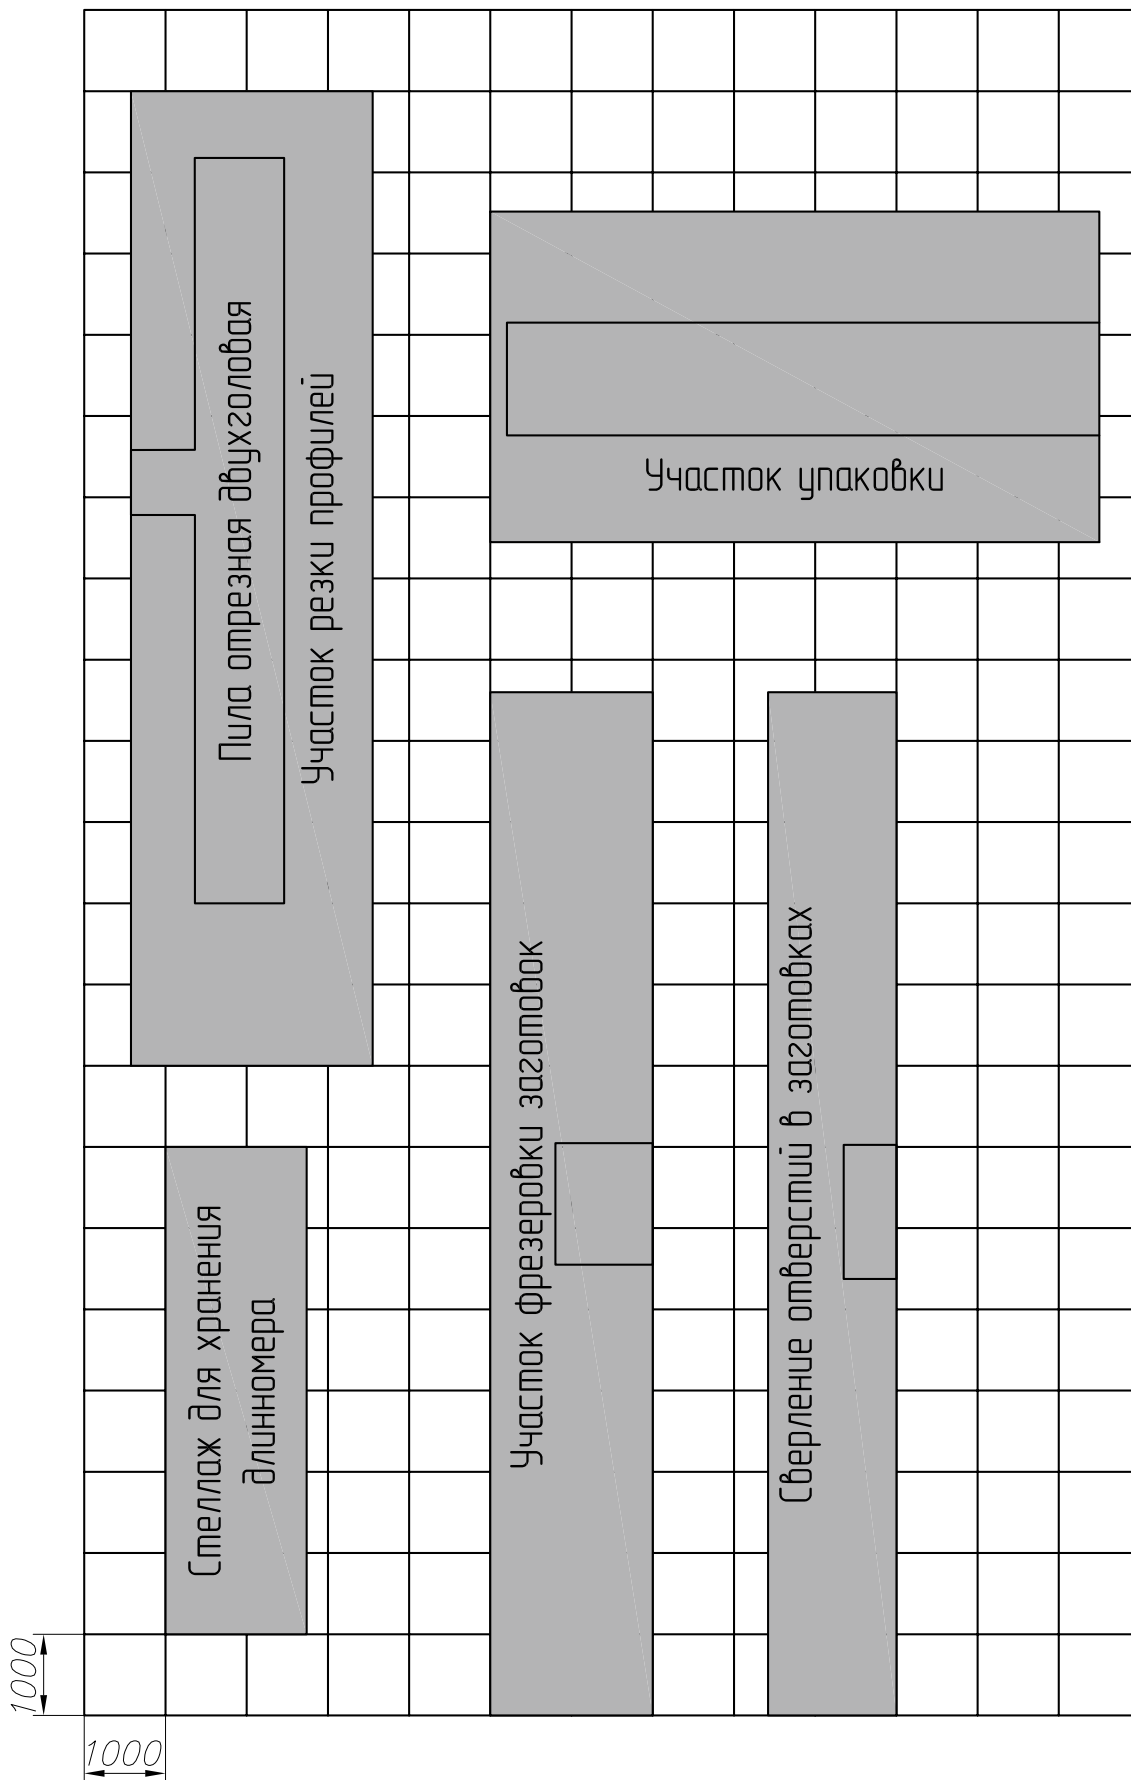 Пила отрезная двухголовая
Участок резки профилей
Участок упаковки
Стеллаж для хранения
длинномера
Участок фрезеровки заготовок
Сверление отверстий в заготовках
1000
1000